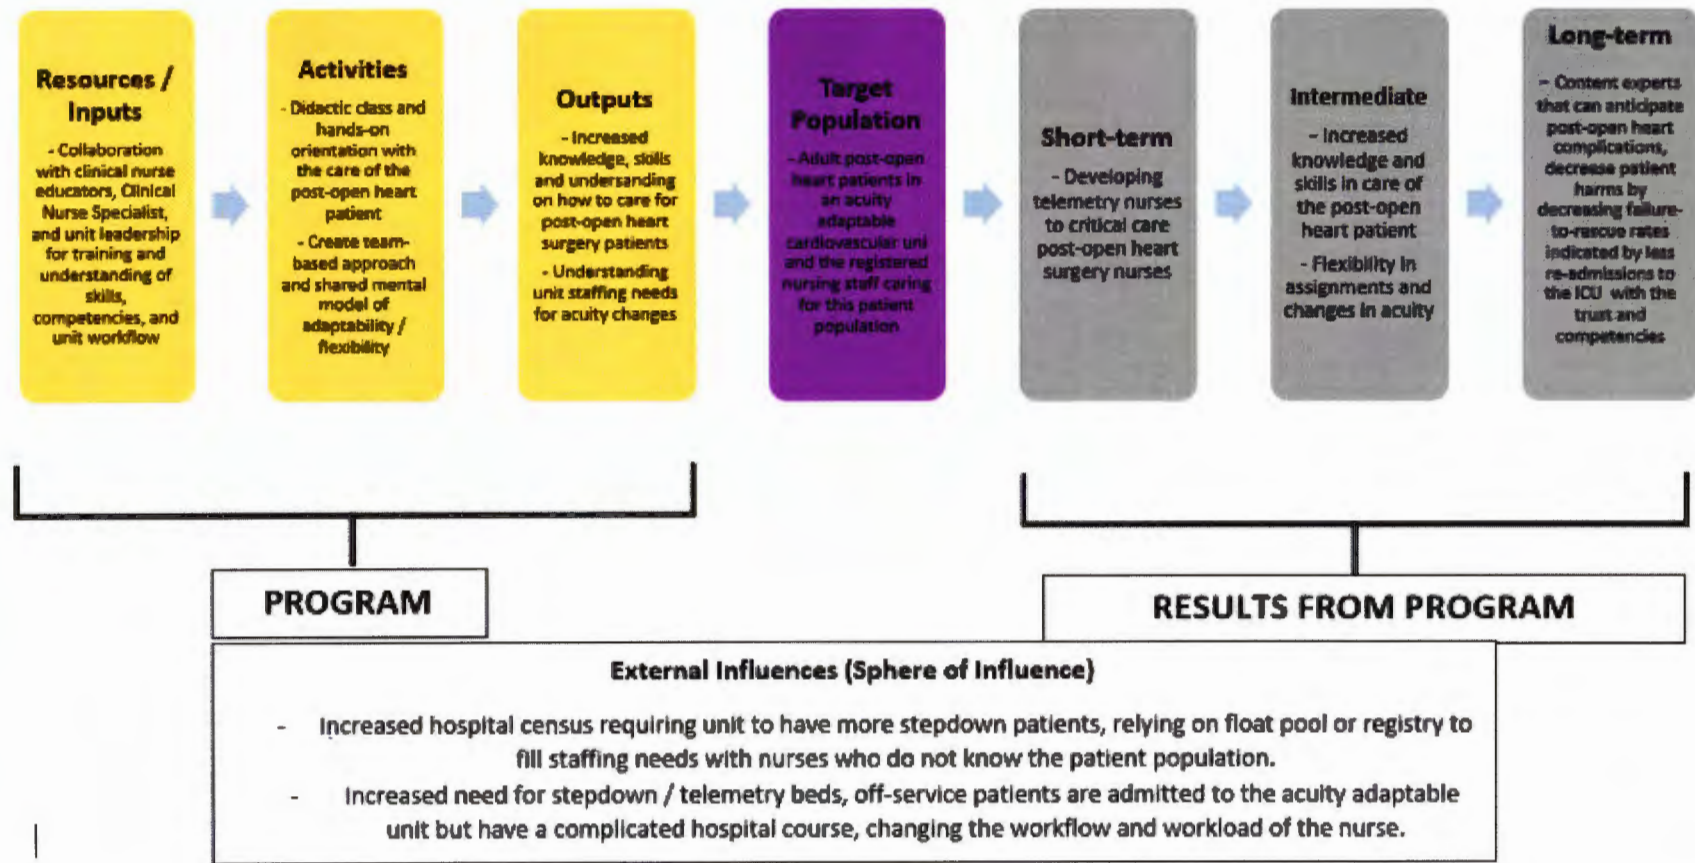 Resources /
Inputs
- Collaboration
with clinical nurse
educators, Clinical
Nurse Specialist,
and unit leadership
for training and
understanding of
skills,
competencies, and
unit workflow
Activities
- Didactic class and
hands-on
orientation with
the care of the
post-open heart
patient
- Create team-
based approach
and shared mental
model of
adaptability /
flexibility
Outputs
- Increased
knowledge, skills
and undersanding
on how to care for
post-open heart
surgery patients
- Understanding
unit staffing needs
for acuity changes
Target
Population
- Adult post-open
heart patients in
an acuity
adaptable
cardiovascular uni
and the registered
nursing staff caring
for this patient
population
Short-term
- Developing
telemetry nurses
to critical care
post-open heart
surgery nurses
Intermediate
- Increased
knowledge and
skills in care of
the post-open
heart patient
- Flexibility in
assignments and
changes in acuity
Long-term
- Content experts
that can anticipate
post-open heart
complications,
decrease patient
harms by
decreasing failure-
to-rescue rates
indicated by less
re-admissions to
the ICU with the
trust and
competencies
PROGRAM
RESULTS FROM PROGRAM
External Influences (Sphere of Influence)
- Increased hospital census requiring unit to have more stepdown patients, relying on float pool or registry to
fill staffing needs with nurses who do not know the patient population.
- Increased need for stepdown / telemetry beds, off-service patients are admitted to the acuity adaptable
unit but have a complicated hospital course, changing the workflow and workload of the nurse.